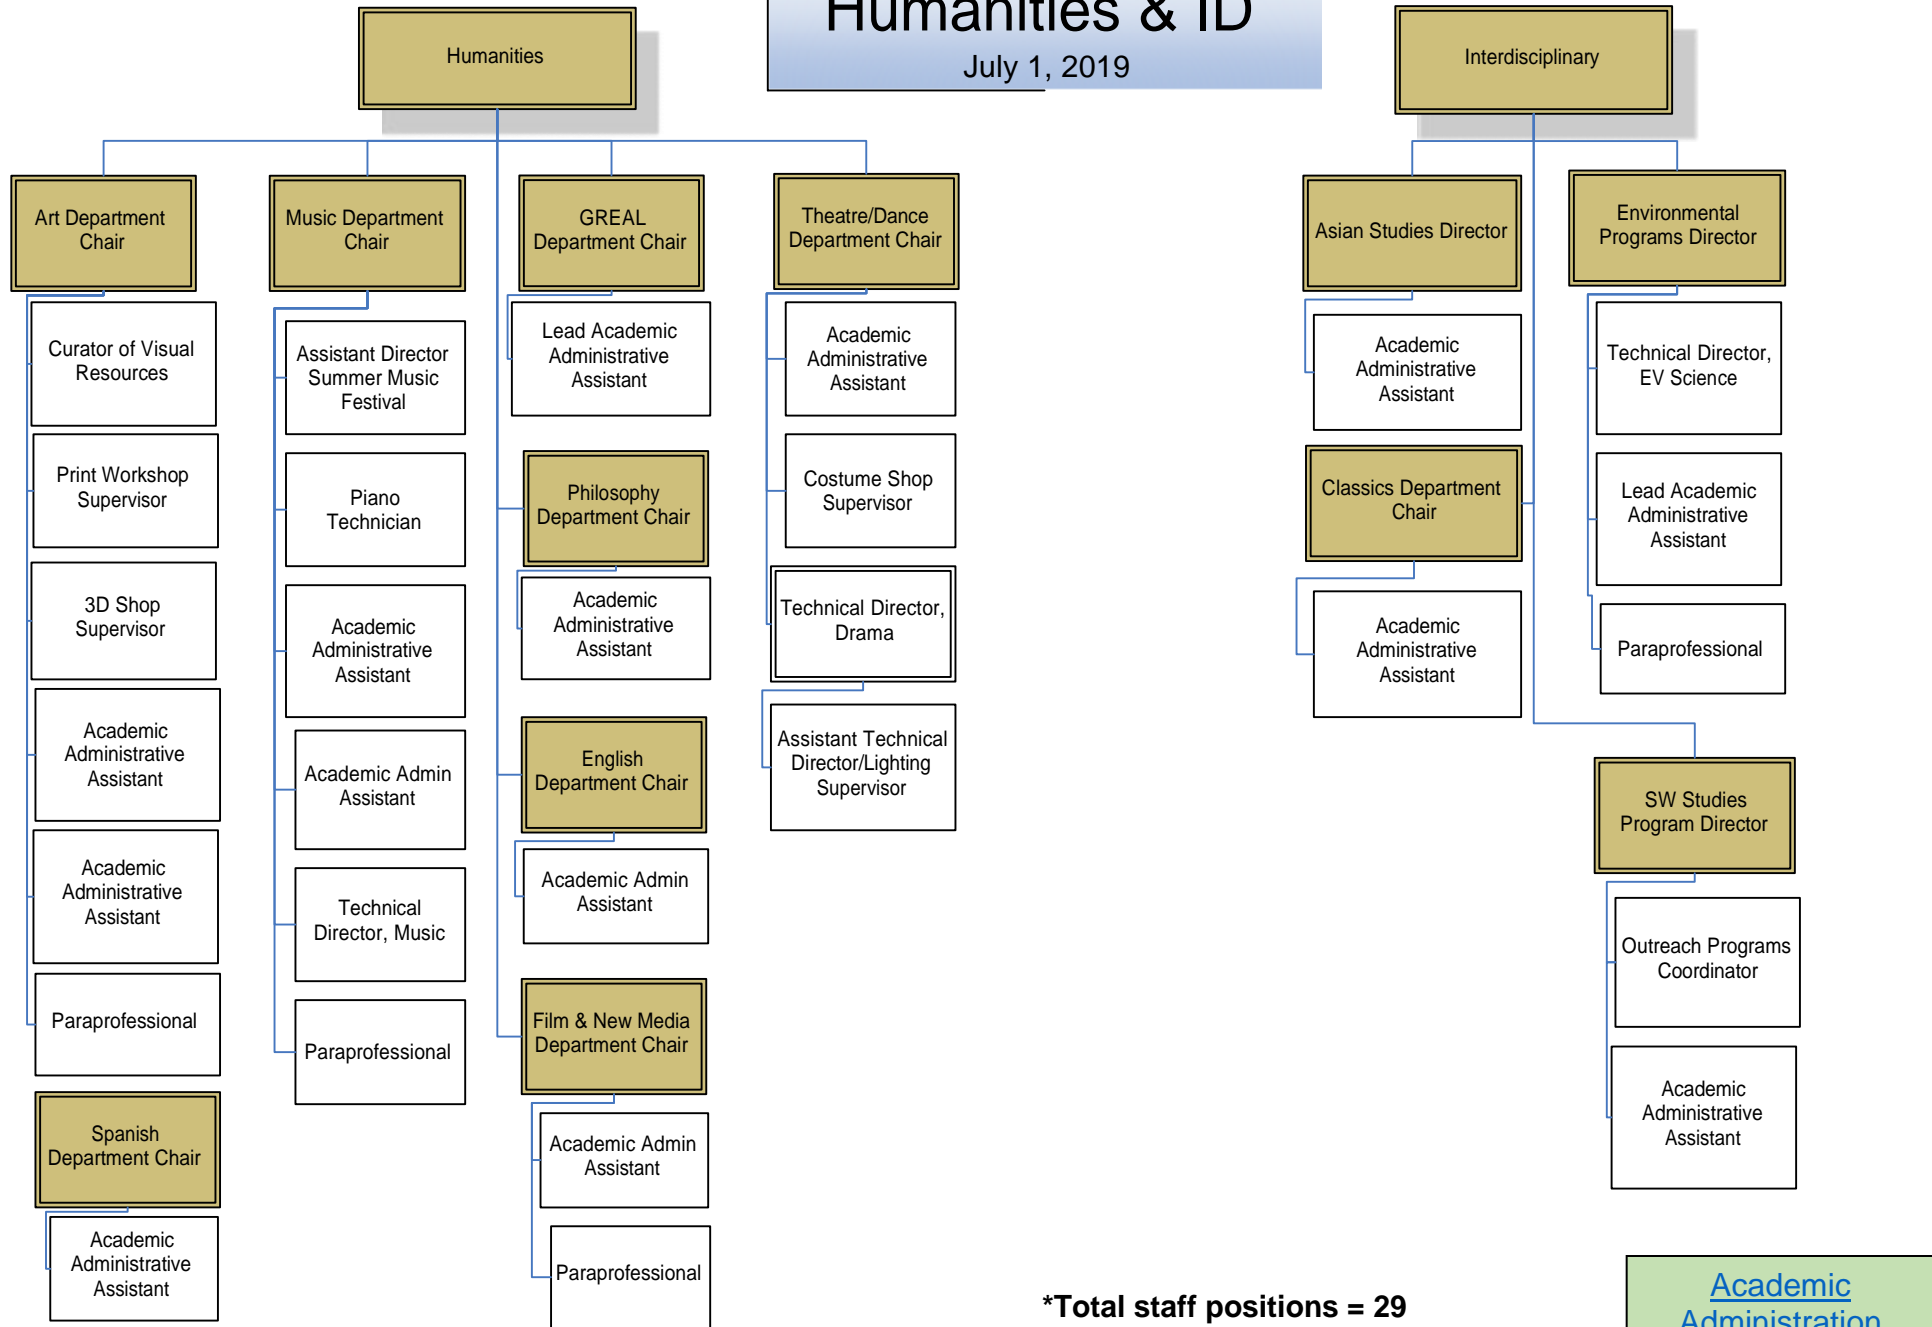 Humanities & ID
July 1, 2019
Humanities
Interdisciplinary
Art Department
Chair
Music Department
Chair
GREAL
Department Chair
Theatre/Dance
Department Chair
Asian Studies Director
Environmental
Programs Director
Curator of Visual
Resources
Print Workshop
Supervisor
3D Shop
Supervisor
Academic
Administrative
Assistant
Academic
Administrative
Assistant
Paraprofessional
Spanish
Department Chair
Academic
Administrative
Assistant
Assistant Director
Summer Music
Festival
Piano
Technician
Academic
Administrative
Assistant
Academic Admin
Assistant
Technical
Director, Music
Paraprofessional
Lead Academic
Administrative
Assistant
Philosophy
Department Chair
Academic
Administrative
Assistant
English
Department Chair
Academic Admin
Assistant
Film & New Media
Department Chair
Academic Admin
Assistant
Paraprofessional
Academic
Administrative
Assistant
Costume Shop
Supervisor
Technical Director,
Drama
Assistant Technical
Director/Lighting
Supervisor
Academic
Administrative
Assistant
Classics Department
Chair
Academic
Administrative
Assistant
Technical Director,
EV Science
Lead Academic
Administrative
Assistant
Paraprofessional
SW Studies
Program Director
Outreach Programs
Coordinator
Academic
Administrative
Assistant
*Total staff positions = 29
Academic
Administration